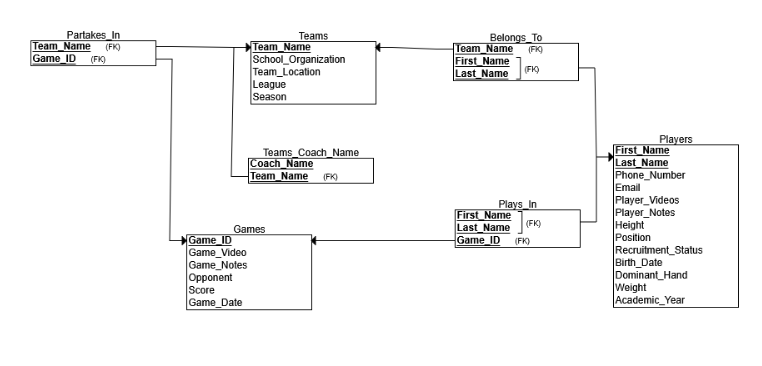 Partakes_In
Team_Name (FK)
Game_ID (FK)
Teams
Team_Name
School_Organization
Team_Location
League
Season
Belongs_To
Team_Name (FK)
First_Name
Last_Name
(FK)
Teams_Coach_Name
Coach_Name
Team_Name (FK)
Players
First_Name
Last_Name
Phone_Number
Email
Player_Videos
Player_Notes
Height
Position
Recruitment_Status
Birth_Date
Dominant_Hand
Weight
Academic_Year
Plays_In
First_Name
Last_Name
(FK)
Game_ID (FK)
Games
Game_ID
Game_Video
Game_Notes
Opponent
Score
Game_Date